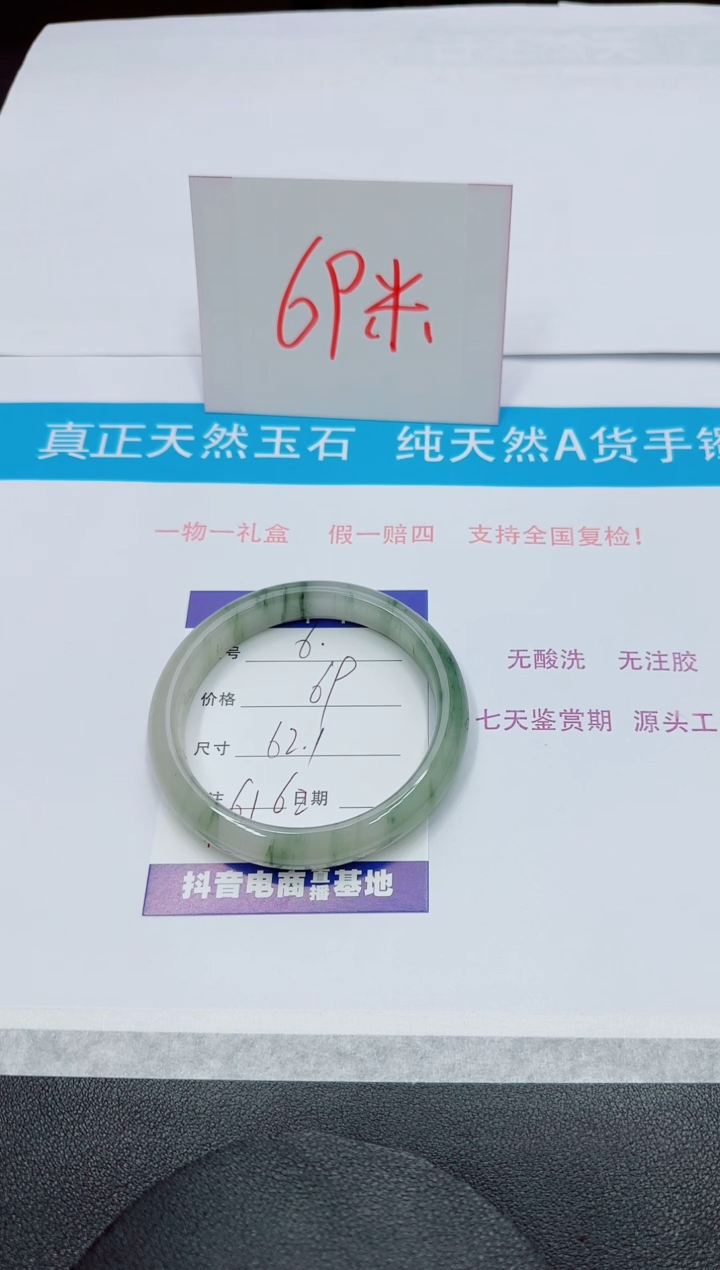 6P米
真正天然玉石 纯天然A货手镯
一物一礼盒 假一赔四 支持全国复检!
号 6.
价格 6P
尺寸 62.1
注 61 62 日期
无酸洗 无注胶
七天鉴赏期 源头工
抖音电商直播基地